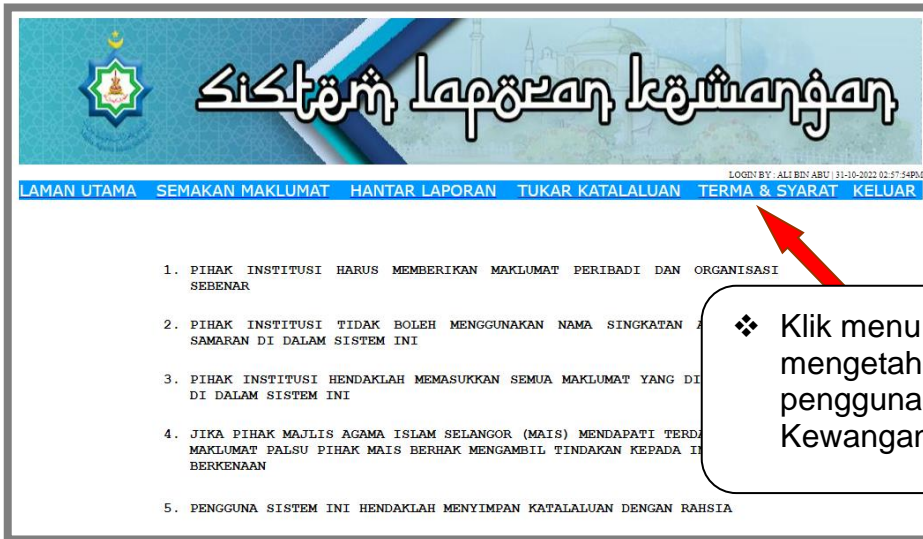 Sistem laporan kewangan
LOGIN BY : ALI BIN ABU | 31-10-2022 02:57:54PM
LAMAN UTAMA SEMAKAN MAKLUMAT HANTAR LAPORAN TUKAR KATALALUAN TERMA & SYARAT KELUAR
1. PIHAK INSTITUSI HARUS MEMBERIKAN MAKLUMAT PERIBADI DAN ORGANISASI
SEBENAR
2. PIHAK INSTITUSI TIDAK BOLEH MENGGUNAKAN NAMA SINGKATAN
SAMARAN DI DALAM SISTEM INI
3. PIHAK INSTITUSI HENDAKLAH MEMASUKKAN SEMUA MAKLUMAT YANG
DI DALAM SISTEM INI
4. JIKA PIHAK MAJLIS AGAMA ISLAM SELANGOR (MAIS) MENDAPATI
MAKLUMAT PALSU PIHAK MAIS BERHAK MENGAMBIL TINDAKAN KEPADA
BERKENAAN
5. PENGGUNA SISTEM INI HENDAKLAH MENYIMPAN KATALALUAN DENGAN RAHSIA
❖ Klik menu
mengetah
pengguna
Kewangan